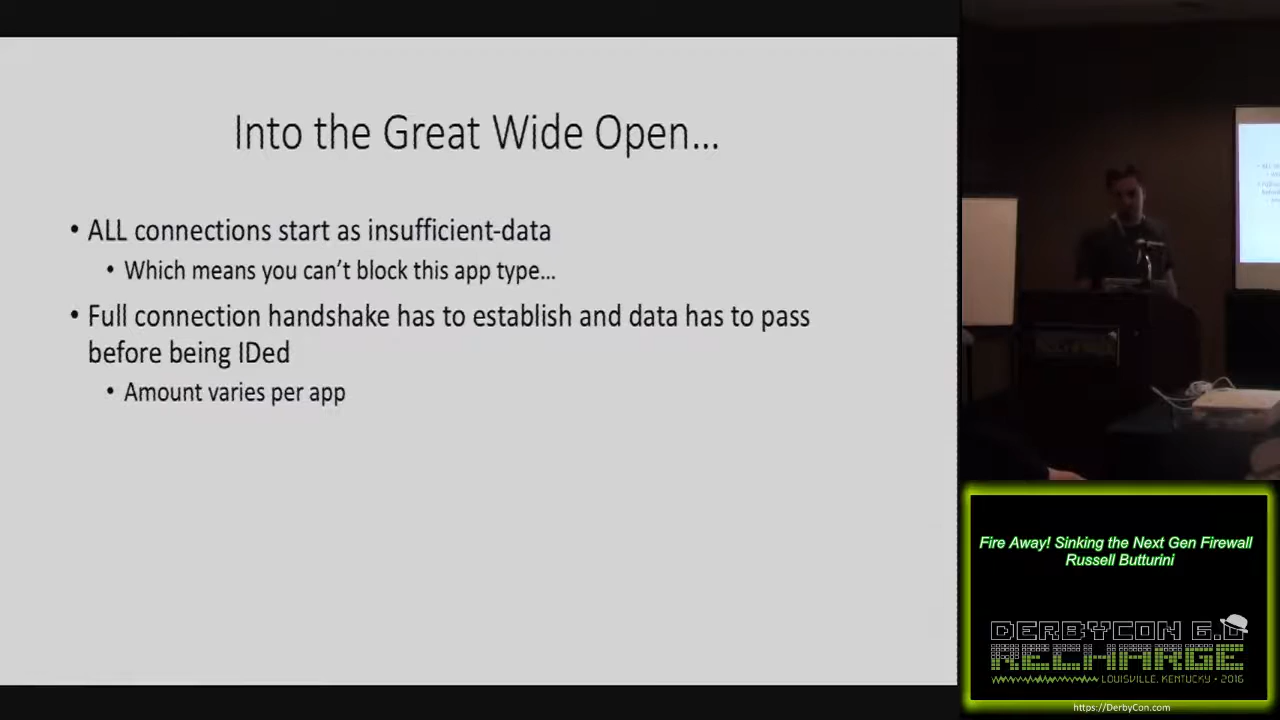 Into the Great Wide Open...
• ALL connections start as insufficient-data
• Which means you can't block this app type...
• Full connection handshake has to establish and data has to pass
before being IDed
• Amount varies per app
Fire Away! Sinking the Next Gen Firewall
Russell Butturini
DERBYCON 6.0
RECHARGE
LOUISVILLE, KENTUCKY • 2016
https://DerbyCon.com